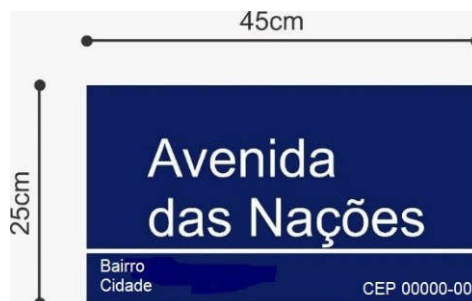 45cm
25cm
Avenida
das Nações
Bairro
Cidade
CEP 00000-00